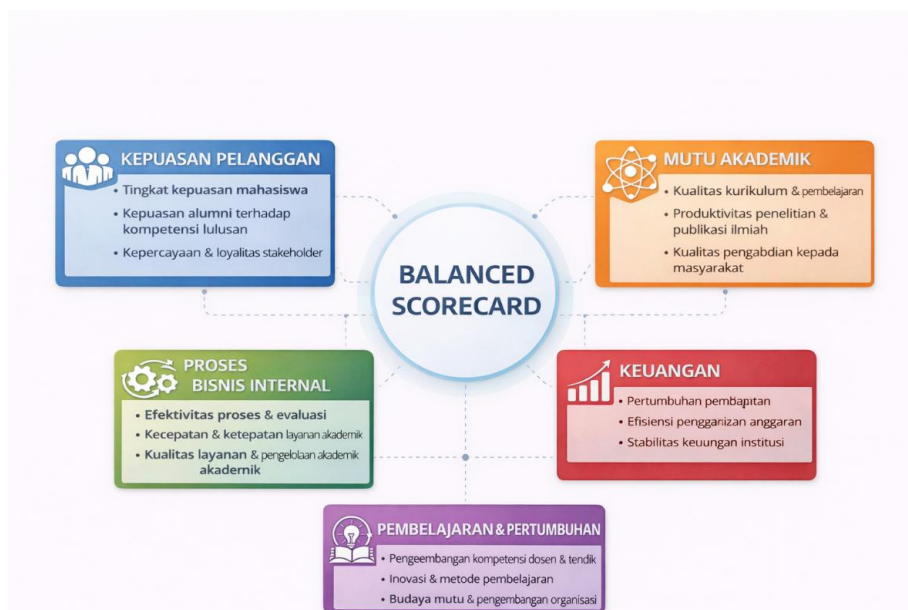 KEPUASAN PELANGGAN
• Tingkat kepuasan mahasiswa
• Kepuasan alumni terhadap
kompetensi lulusan
• Kepercayaan & loyalitas stakeholder
MUTU AKADEMIK
• Kualitas kurikulum & pembelajaran
• Produktivitas penelitian &
publikasi ilmiah
• Kualitas pengabdian kepada
masyarakat
BALANCED
SCORECARD
PROSES
BISNIS INTERNAL
• Efektivitas proses & evaluasi
• Kecepatan & ketepatan layanan akademik
• Kualitas layanan & pengelolaan akademik
akademik
KEUANGAN
• Pertumbuhan
• Efisiensi pengganizan anggaran
• Stabilitas keuungan institusi
PEMBELAJARAN & PERTUMBUHAN
• Pengeembangan kompetensi dosen & tendik
• Inovasi & metode pembelajaran
• Budaya mutu & pengembangan organisasi